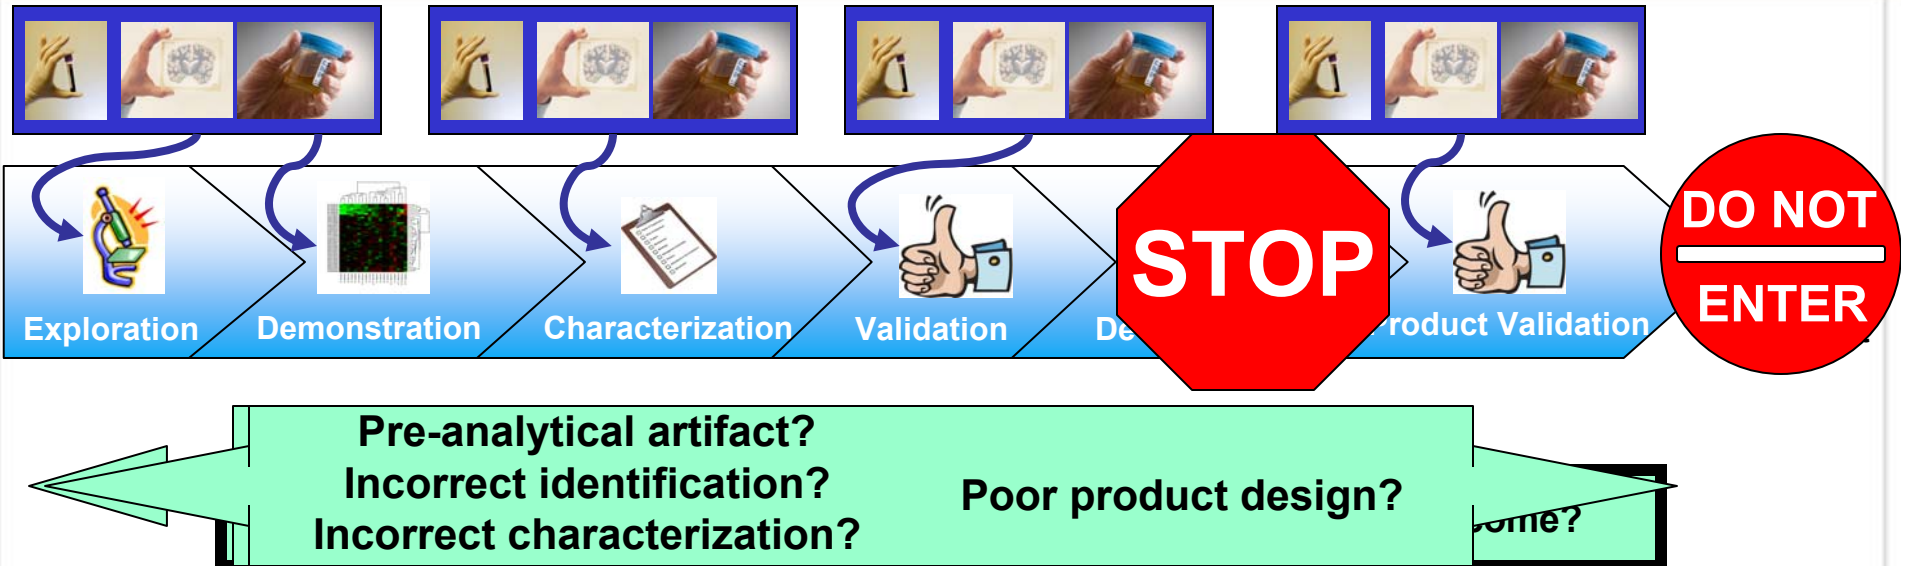 Exploration
Demonstration
Characterization
Validation
STOP
Product Validation
DO NOT
ENTER
Pre-analytical artifact?
Incorrect identification?
Incorrect characterization?
Poor product design?